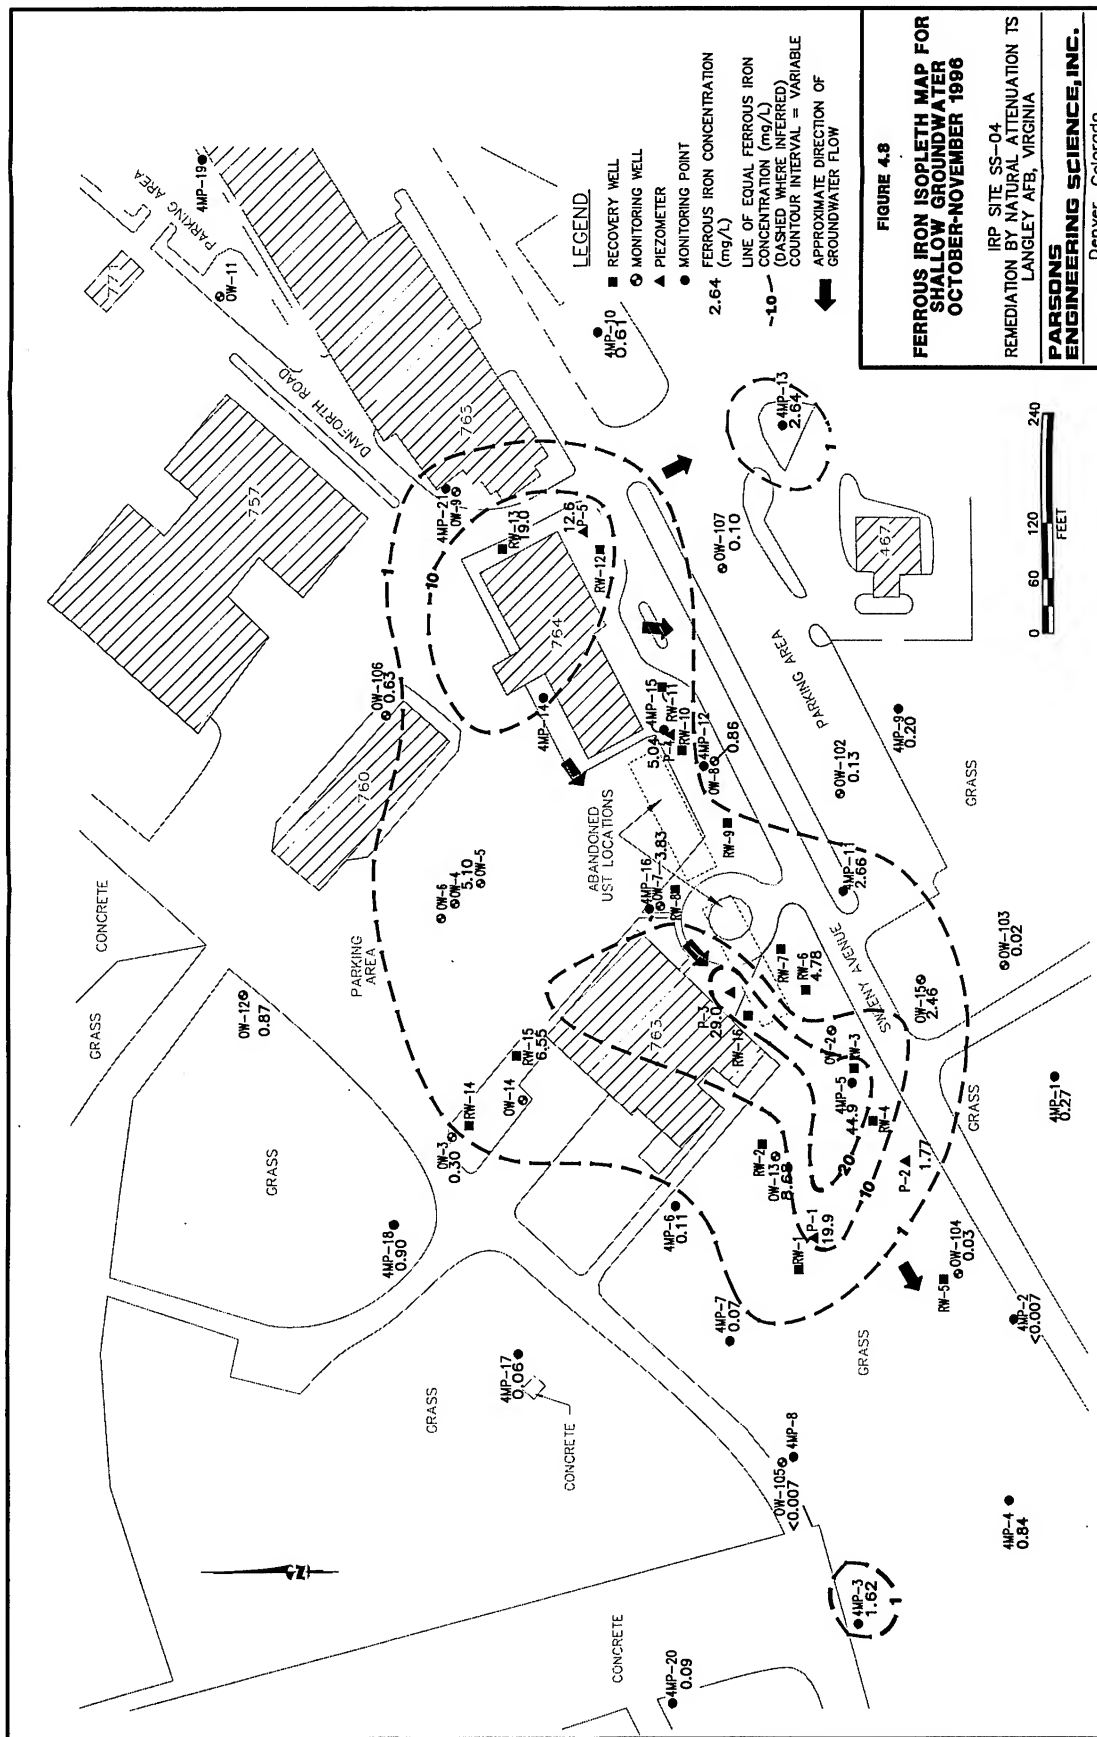 4MP-19
PARKING AREA
OW-11
DANFORTH ROAD
757
765
4MP-10
0.61
4MP-13
2.64
1
4MP-21
OW-9
1
10
RW-13
19.0
12.6
P-5
RW-12
OW-107
0.10
467
764
OW-106
0.63
760
4MP-14
4MP-15
5.04
RW-11
P-4
RW-10
4MP-12
OW-8
0.86
PARKING AREA
4MP-9
0.20
OW-102
0.13
GRASS
ABANDONED
UST LOCATIONS
RW-9
OW-6
OW-4
5.10
OW-5
4MP-16
OW-7
3.83
RW-8
4MP-11
2.66
SWEENY AVENUE
CONCRETE
PARKING
AREA
GRASS
OW-12
0.87
RW-7
RW-6
4.78
OW-103
0.02
OW-15
2.46
P-3
29.0
RW-16
763
RW-15
6.55
OW-14
RW-14
OW-3
0.30
OW-2
RW-3
4MP-5
44.9
RW-4
4MP-1
0.27
GRASS
RW-2
OW-13
8.68
20
10
P-2
1.77
GRASS
4MP-18
0.90
4MP-6
0.11
P-1
19.9
RW-1
1
OW-104
0.03
RW-5
4MP-7
0.07
4MP-2
<0.007
GRASS
4MP-17
0.06
GRASS
CONCRETE
OW-105
<0.007
4MP-8
4MP-4
0.84
N
4MP-3
1.62
1
CONCRETE
4MP-20
0.09
LEGEND
RECOVERY WELL
MONITORING WELL
PIEZOMETER
MONITORING POINT
2.64 FERROUS IRON CONCENTRATION
(mg/L)
1.0 LINE OF EQUAL FERROUS IRON
CONCENTRATION (mg/L)
(DASHED WHERE INFERRED)
COUNTOUR INTERVAL = VARIABLE
APPROXIMATE DIRECTION OF
GROUNDWATER FLOW
0 60 120 240
FEET
FIGURE 4.8
FERROUS IRON ISOPLETH MAP FOR
SHALLOW GROUNDWATER
OCTOBER-NOVEMBER 1996
IRP SITE SS-04
REMEDIATION BY NATURAL ATTENUATION TS
LANGLEY AFB, VIRGINIA
PARSONS
ENGINEERING SCIENCE, INC.
Denver, Colorado